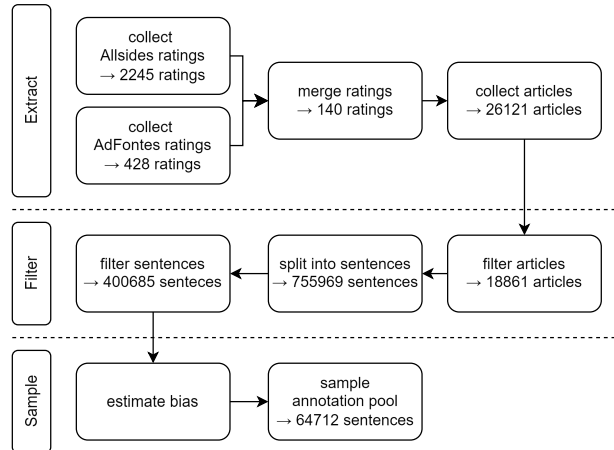 Extract
collect
Allsides ratings
→ 2245 ratings
collect
AdFontes ratings
→ 428 ratings
merge ratings
→ 140 ratings
collect articles
→ 26121 articles
Filter
filter sentences
→ 400685 senteces
split into sentences
→ 755969 sentences
filter articles
→ 18861 articles
Sample
estimate bias
sample
annotation pool
→ 64712 sentences